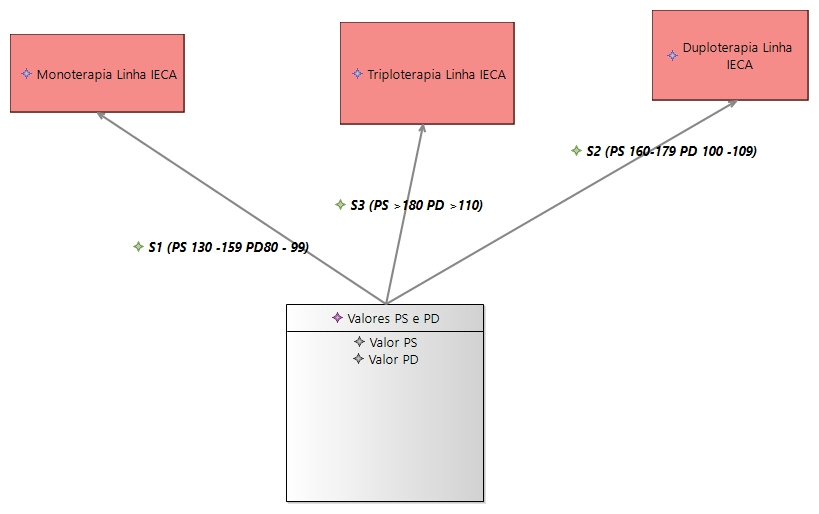 Monoterapia Linha IECA
Triploterapia Linha IECA
Duploterapia Linha
IECA
S2 (PS 160-179 PD 100 -109)
S3 (PS >180 PD >110)
S1 (PS 130 -159 PD80 - 99)
Valores PS e PD
Valor PS
Valor PD